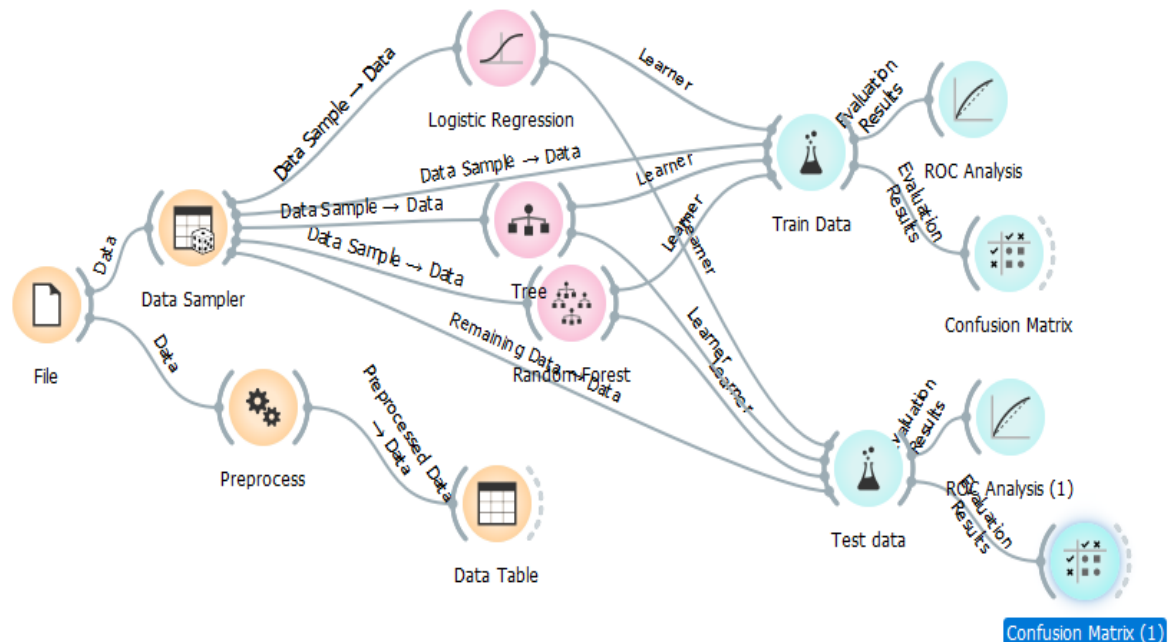 Data Sample → Data
Learner
Logistic Regression
Evaluation
Results
ROC Analysis
Data Sample → Data
Learner
Train Data
Evaluation
Results
Confusion Matrix
Data Sample → Data
Tree
Data
Data Sampler
Data Sample → Data
Learner
Learner
Random Forest
File
Remaining Data → Data
Learner
Learner
Data
Preprocess
Preprocessed Data
→ Data
Data Table
Evaluation
Results
ROC Analysis (1)
Test data
Evaluation
Results
Confusion Matrix (1)